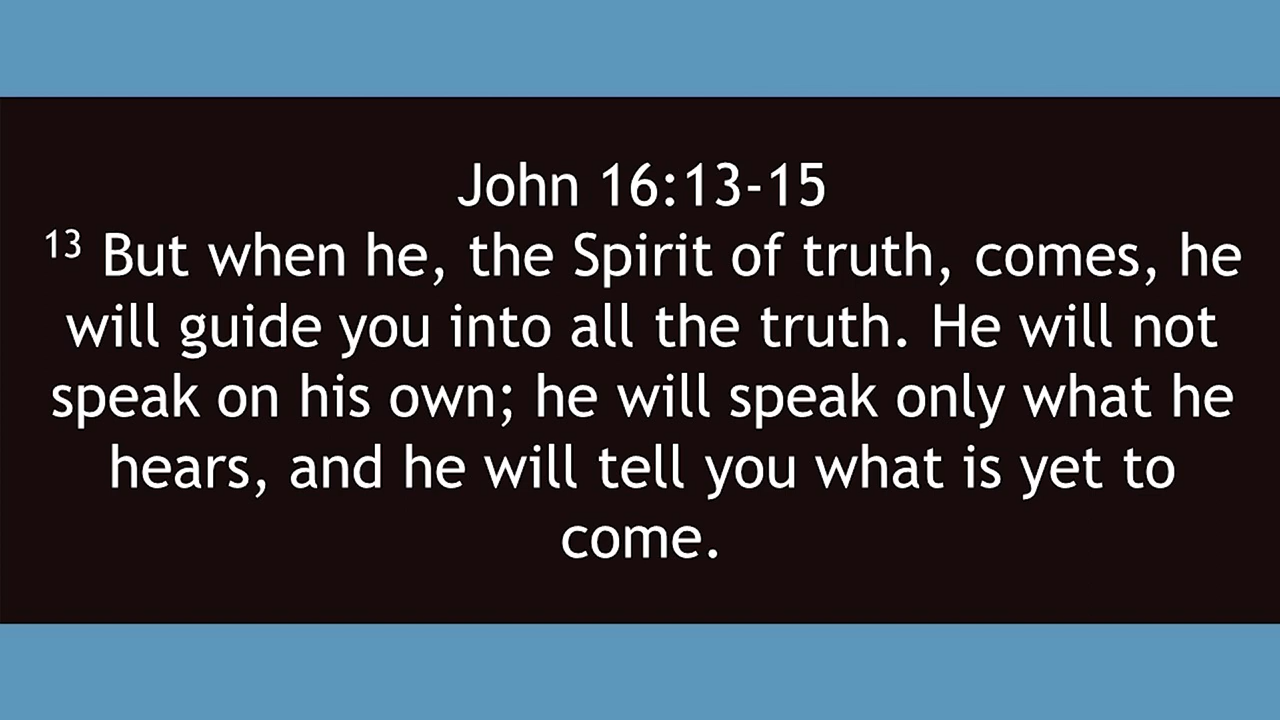 John 16:13-15
13 But when he, the Spirit of truth, comes, he
will guide you into all the truth. He will not
speak on his own; he will speak only what he
hears, and he will tell you what is yet to
come.